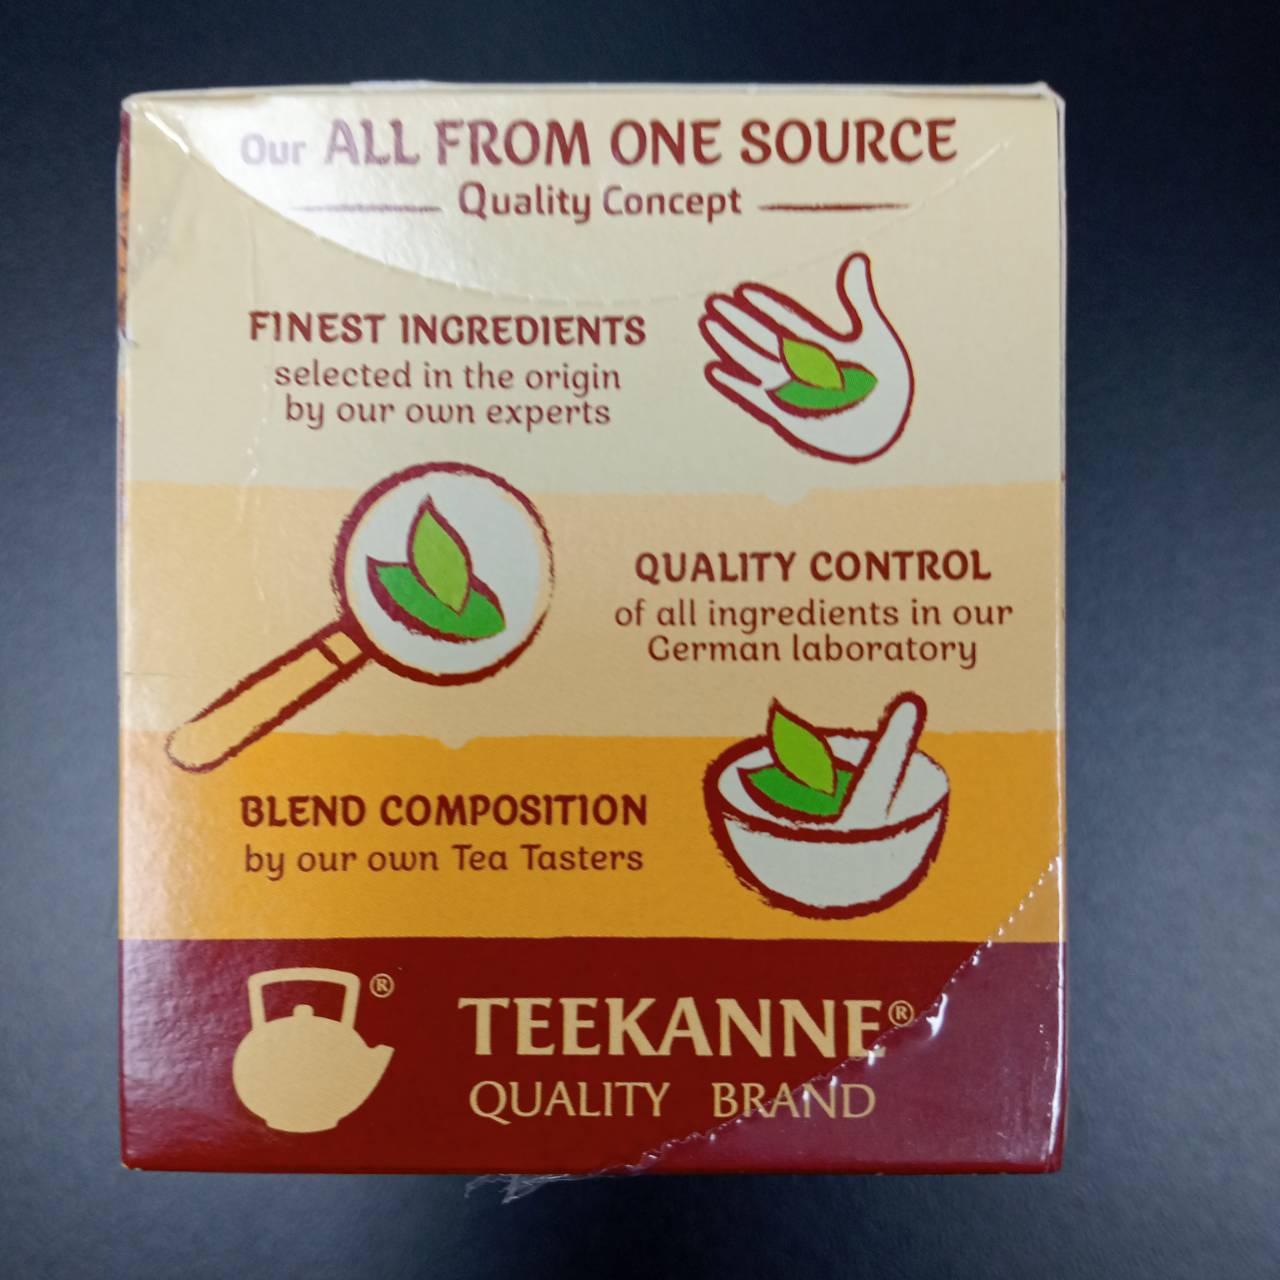 Our ALL FROM ONE SOURCE
Quality Concept
FINEST INGREDIENTS
selected in the origin
by our own experts
QUALITY CONTROL
of all ingredients in our
German laboratory
BLEND COMPOSITION
by our own Tea Tasters
®
TEEKANNE®
QUALITY BRAND